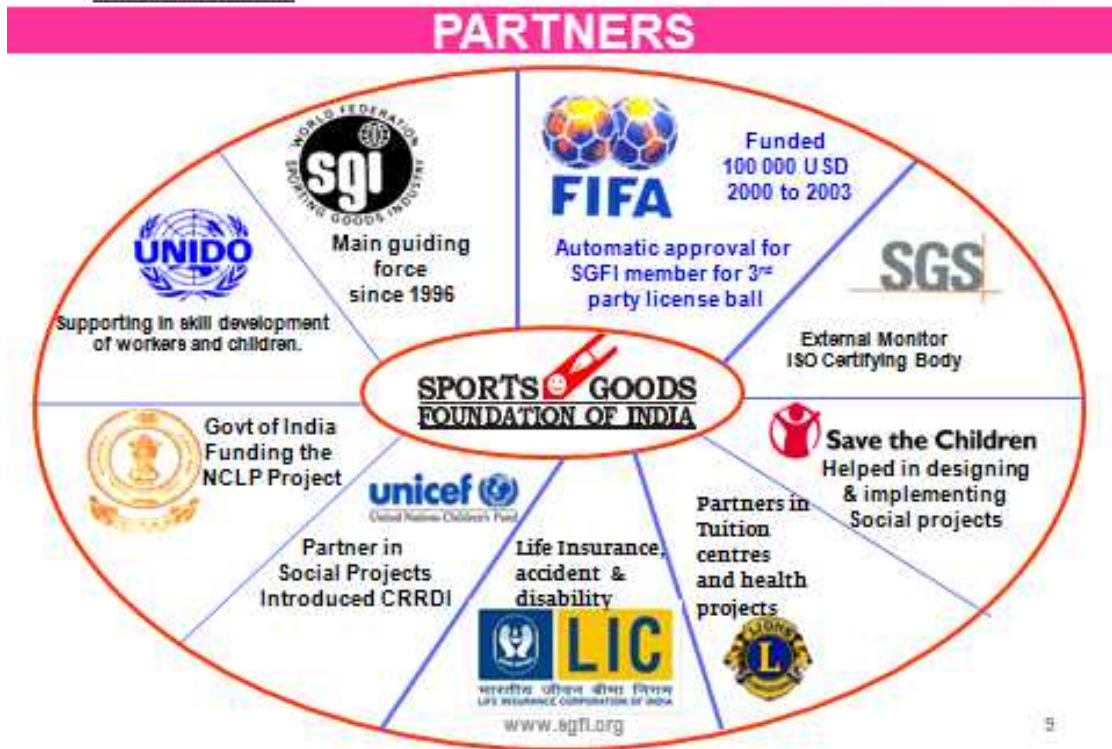 PARTNERS
WORLD FEDERATION
sgi
SPORTING GOODS INDUSTRY
Main guiding
force
since 1996
FIFA
Funded
100 000 USD
2000 to 2003
Automatic approval for
SGFI member for 3rd
party license ball
UNIDO
Supporting in skill development
of workers and children.
SGS
External Monitor
ISO Certifying Body
SPORTS GOODS
FOUNDATION OF INDIA
Govt of India
Funding the
NCLP Project
Save the Children
Helped in designing
& implementing
Social projects
unicef
United Nations Children's Fund
Partner in
Social Projects
Introduced CRRDI
Life Insurance,
accident &
disability
LIC
भारतीय जीवन बीमा निगम
LIFE INSURANCE CORPORATION OF INDIA
Partners in
Tuition
centres
and health
projects
LIONS
L
www.sgfi.org
9